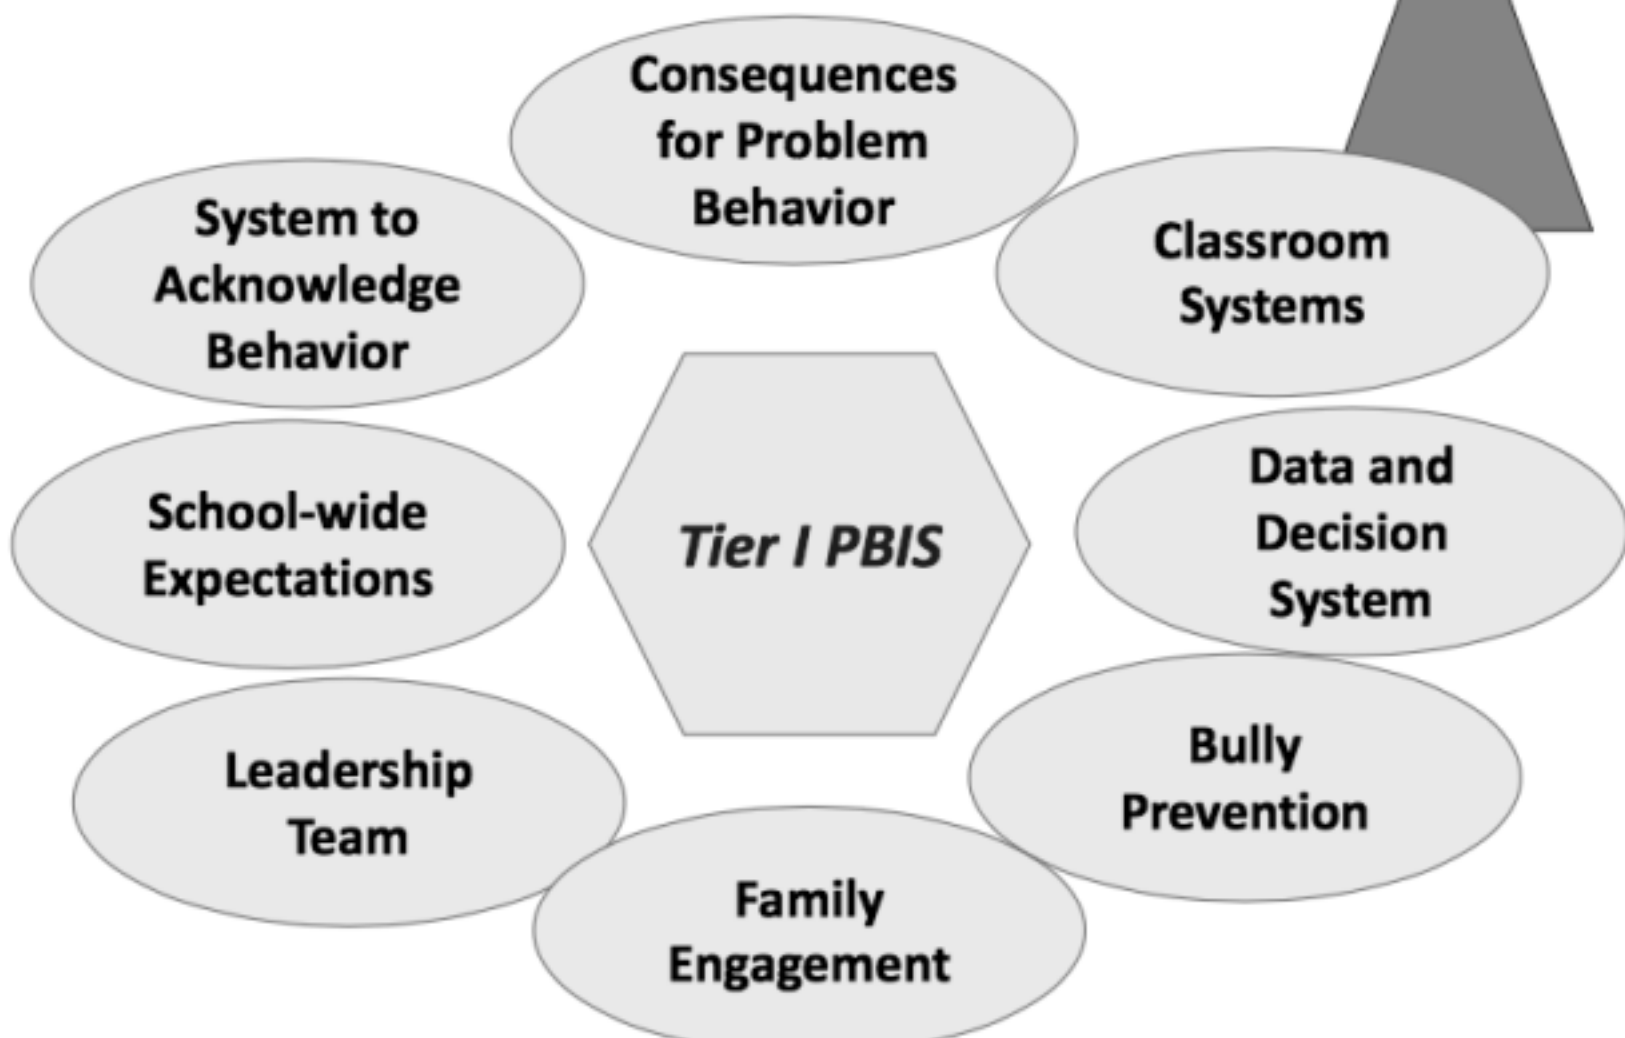 Consequences
for Problem
Behavior
System to
Acknowledge
Behavior
Classroom
Systems
School-wide
Expectations
Tier I PBIS
Data and
Decision
System
Leadership
Team
Bully
Prevention
Family
Engagement